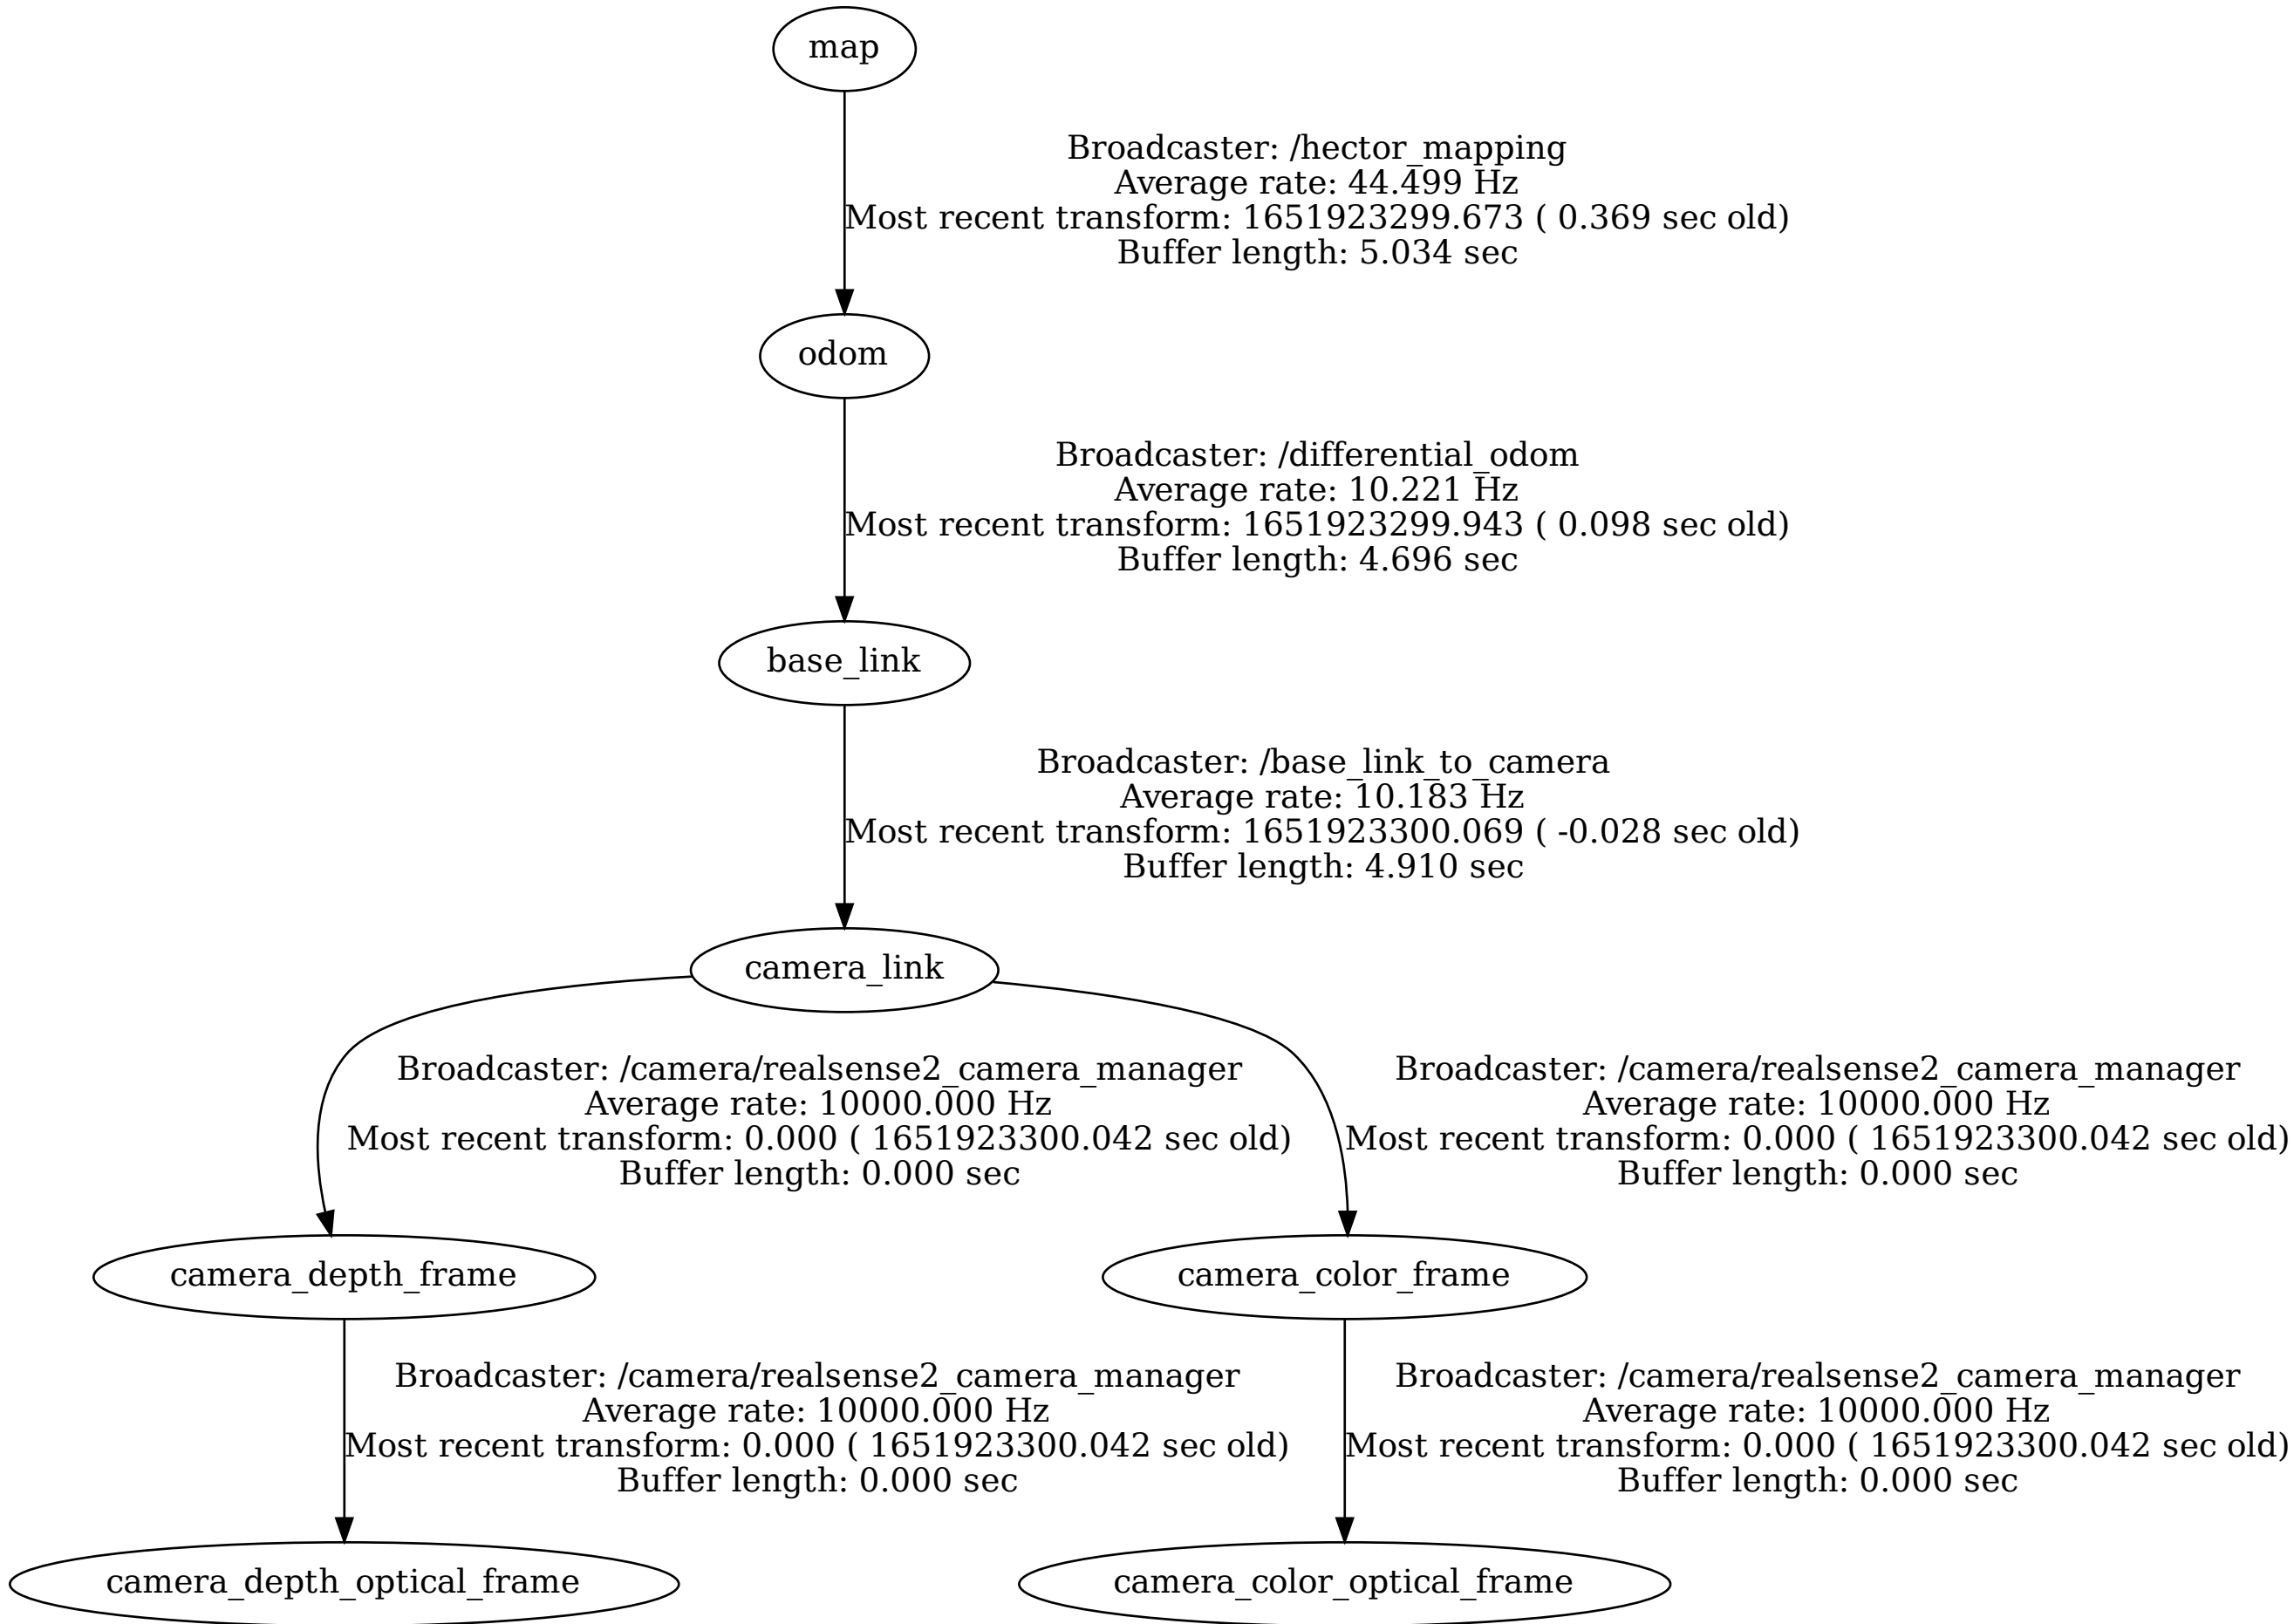 map
Broadcaster: /hector_mapping
Average rate: 44.499 Hz
Most recent transform: 1651923299.673 ( 0.369 sec old)
Buffer length: 5.034 sec
odom
Broadcaster: /differential_odom
Average rate: 10.221 Hz
Most recent transform: 1651923299.943 ( 0.098 sec old)
Buffer length: 4.696 sec
base_link
Broadcaster: /base_link_to_camera
Average rate: 10.183 Hz
Most recent transform: 1651923300.069 ( -0.028 sec old)
Buffer length: 4.910 sec
camera_link
Broadcaster: /camera/realsense2_camera_manager
Average rate: 10000.000 Hz
Most recent transform: 0.000 ( 1651923300.042 sec old)
Buffer length: 0.000 sec
Broadcaster: /camera/realsense2_camera_manager
Average rate: 10000.000 Hz
Most recent transform: 0.000 ( 1651923300.042 sec old)
Buffer length: 0.000 sec
camera_depth_frame
camera_color_frame
Broadcaster: /camera/realsense2_camera_manager
Average rate: 10000.000 Hz
Most recent transform: 0.000 ( 1651923300.042 sec old)
Buffer length: 0.000 sec
Broadcaster: /camera/realsense2_camera_manager
Average rate: 10000.000 Hz
Most recent transform: 0.000 ( 1651923300.042 sec old)
Buffer length: 0.000 sec
camera_depth_optical_frame
camera_color_optical_frame